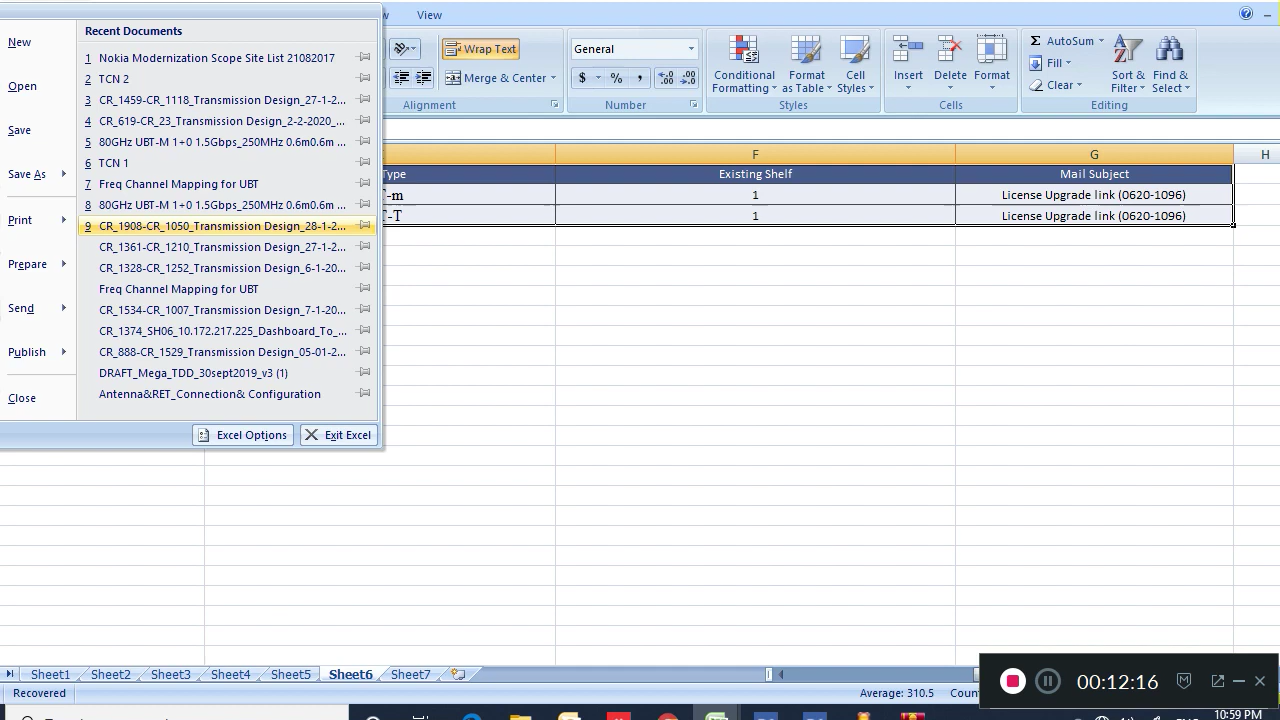 View
New
Open
Save
Save As
Print
Prepare
Send
Publish
Close
Recent Documents
1 Nokia Modernization Scope Site List 21082017
2 TCN 2
3 CR_1459-CR_1118_Transmission Design_27-1-2...
4 CR_619-CR_23_Transmission Design_2-2-2020_...
5 80GHz UBT-M 1+0 1.5Gbps_250MHz 0.6m0.6m ...
6 TCN 1
7 Freq Channel Mapping for UBT
8 80GHz UBT-M 1+0 1.5Gbps_250MHz 0.6m0.6m ...
9 CR_1908-CR_1050_Transmission Design_28-1-2...
CR_1361-CR_1210_Transmission Design_27-1-2...
CR_1328-CR_1252_Transmission Design_6-1-20...
Freq Channel Mapping for UBT
CR_1534-CR_1007_Transmission Design_7-1-20...
CR_1374_SH06_10.172.217.225_Dashboard_To_...
CR_888-CR_1529_Transmission Design_05-01-2...
DRAFT_Mega_TDD_30sept2019_v3 (1)
Antenna&RET_Connection& Configuration
Excel Options Exit Excel
Wrap Text
Merge & Center
Alignment
General
$ % ,
Number
Conditional Formatting
Format as Table
Cell Styles
Styles
Insert Delete Format
Cells
Σ AutoSum
Fill
Clear
Sort & Filter
Find & Select
Editing
F G H
Type Existing Shelf Mail Subject
-m 1 License Upgrade link (0620-1096)
T-T 1 License Upgrade link (0620-1096)
Sheet1 Sheet2 Sheet3 Sheet4 Sheet5 Sheet6 Sheet7
Recovered
Average: 310.5
00:12:16
10:59 PM